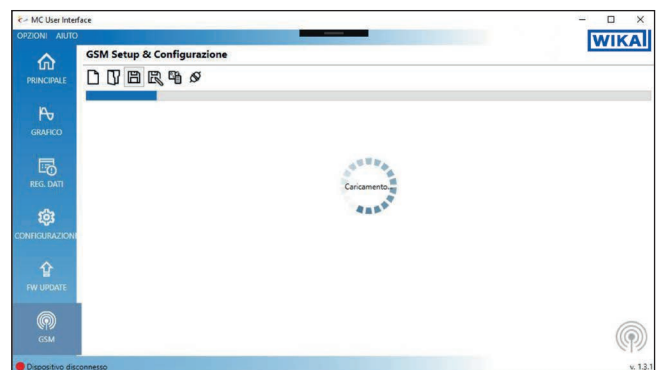 MC User Interface
OPZIONI AIUTO
WIKA
GSM Setup & Configurazione
PRINCIPALE
GRAFICO
REG. DATI
CONFIGURAZIONI
FW UPDATE
GSM
Caricamento...
Dispositivo disconnesso
v. 1.3.1